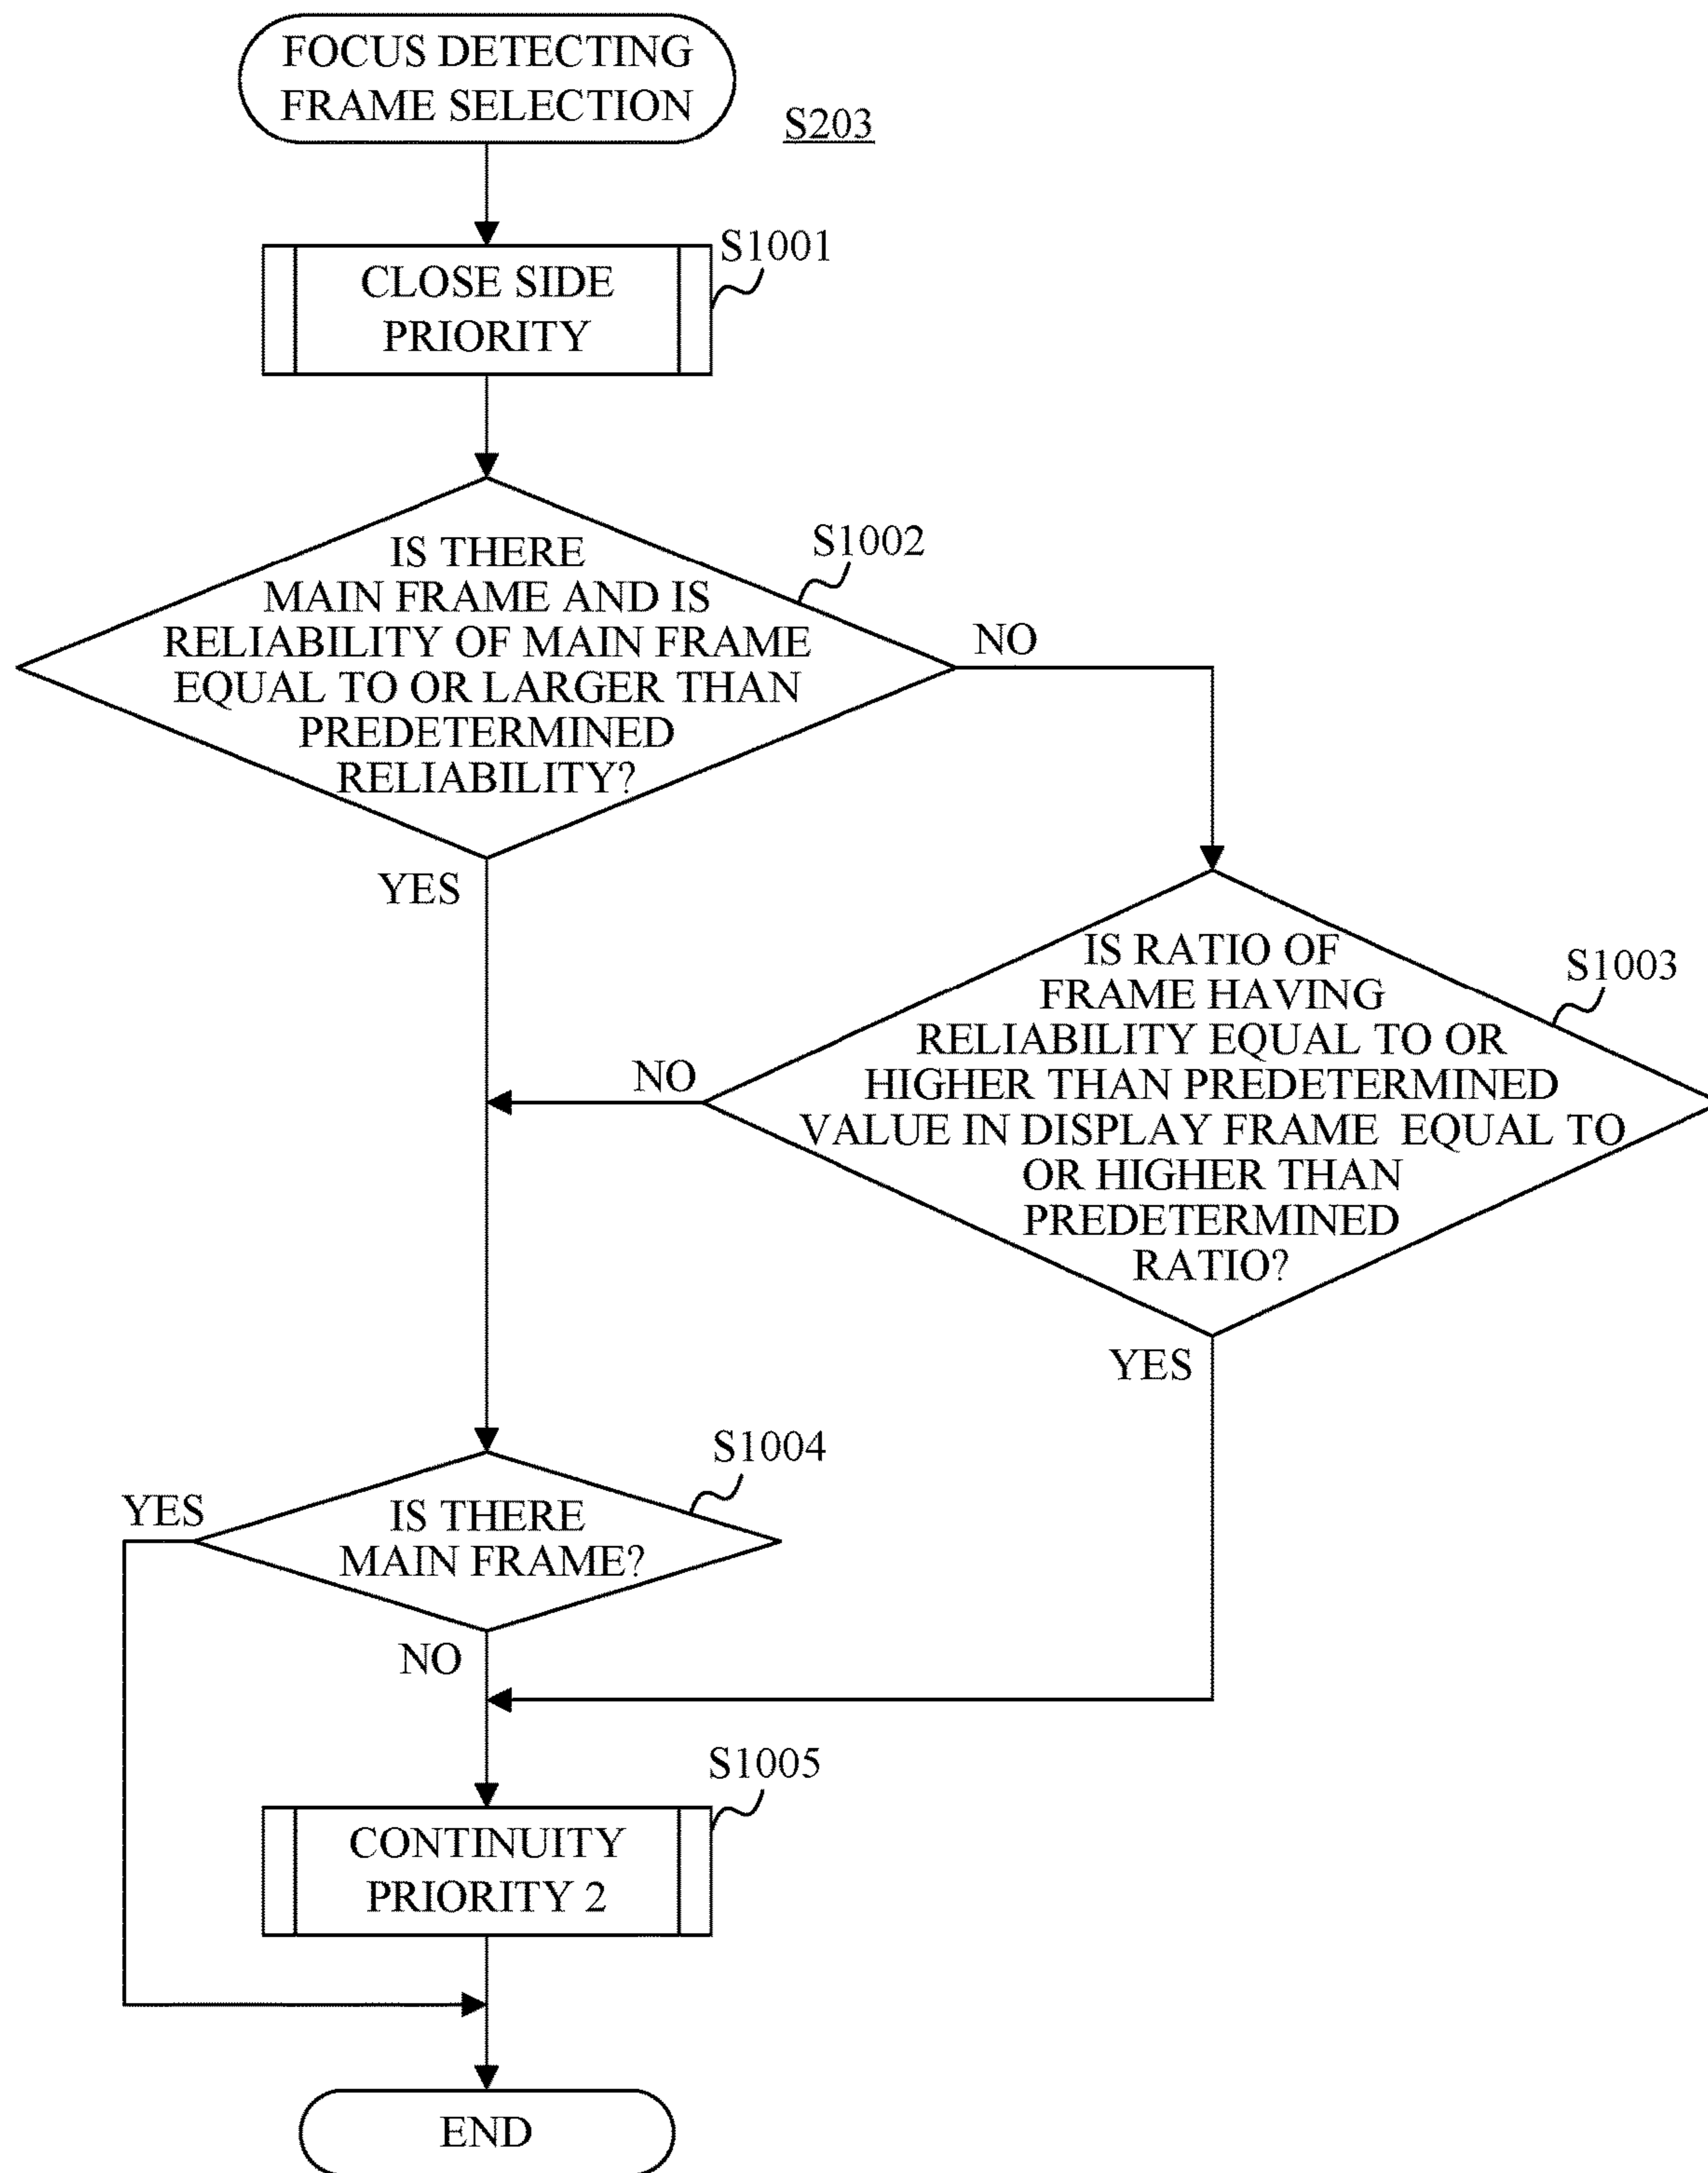 FOCUS DETECTING
FRAME SELECTION
S203
S1001
CLOSE SIDE
PRIORITY
S1002
IS THERE
MAIN FRAME AND IS
RELIABILITY OF MAIN FRAME
EQUAL TO OR LARGER THAN
PREDETERMINED
RELIABILITY?
NO
YES
S1003
IS RATIO OF
FRAME HAVING
RELIABILITY EQUAL TO OR
HIGHER THAN PREDETERMINED
VALUE IN DISPLAY FRAME EQUAL TO
OR HIGHER THAN
PREDETERMINED
RATIO?
NO
YES
S1004
IS THERE
MAIN FRAME?
YES
NO
S1005
CONTINUITY
PRIORITY 2
END